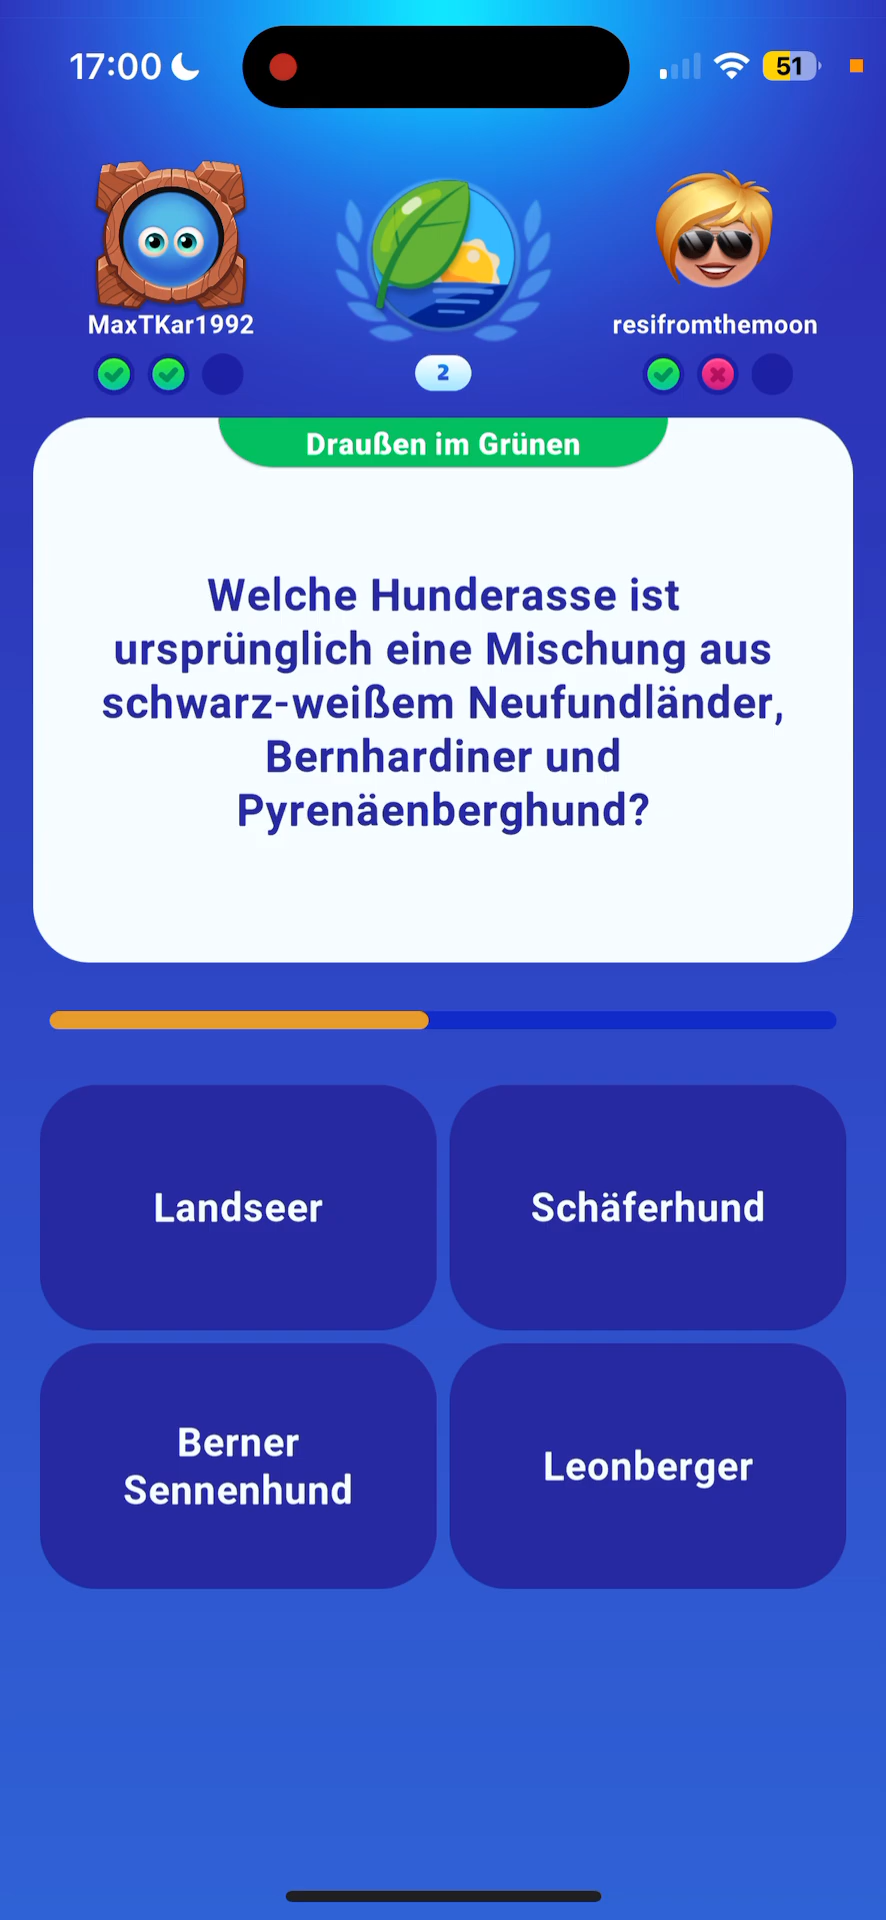 17:00
51
MaxTKar1992
resifromthemoon
2
Draußen im Grünen
Welche Hunderasse ist
ursprünglich eine Mischung aus
schwarz-weißem Neufundländer,
Bernhardiner und
Pyrenäenberghund?
Landseer
Schäferhund
Berner
Sennenhund
Leonberger